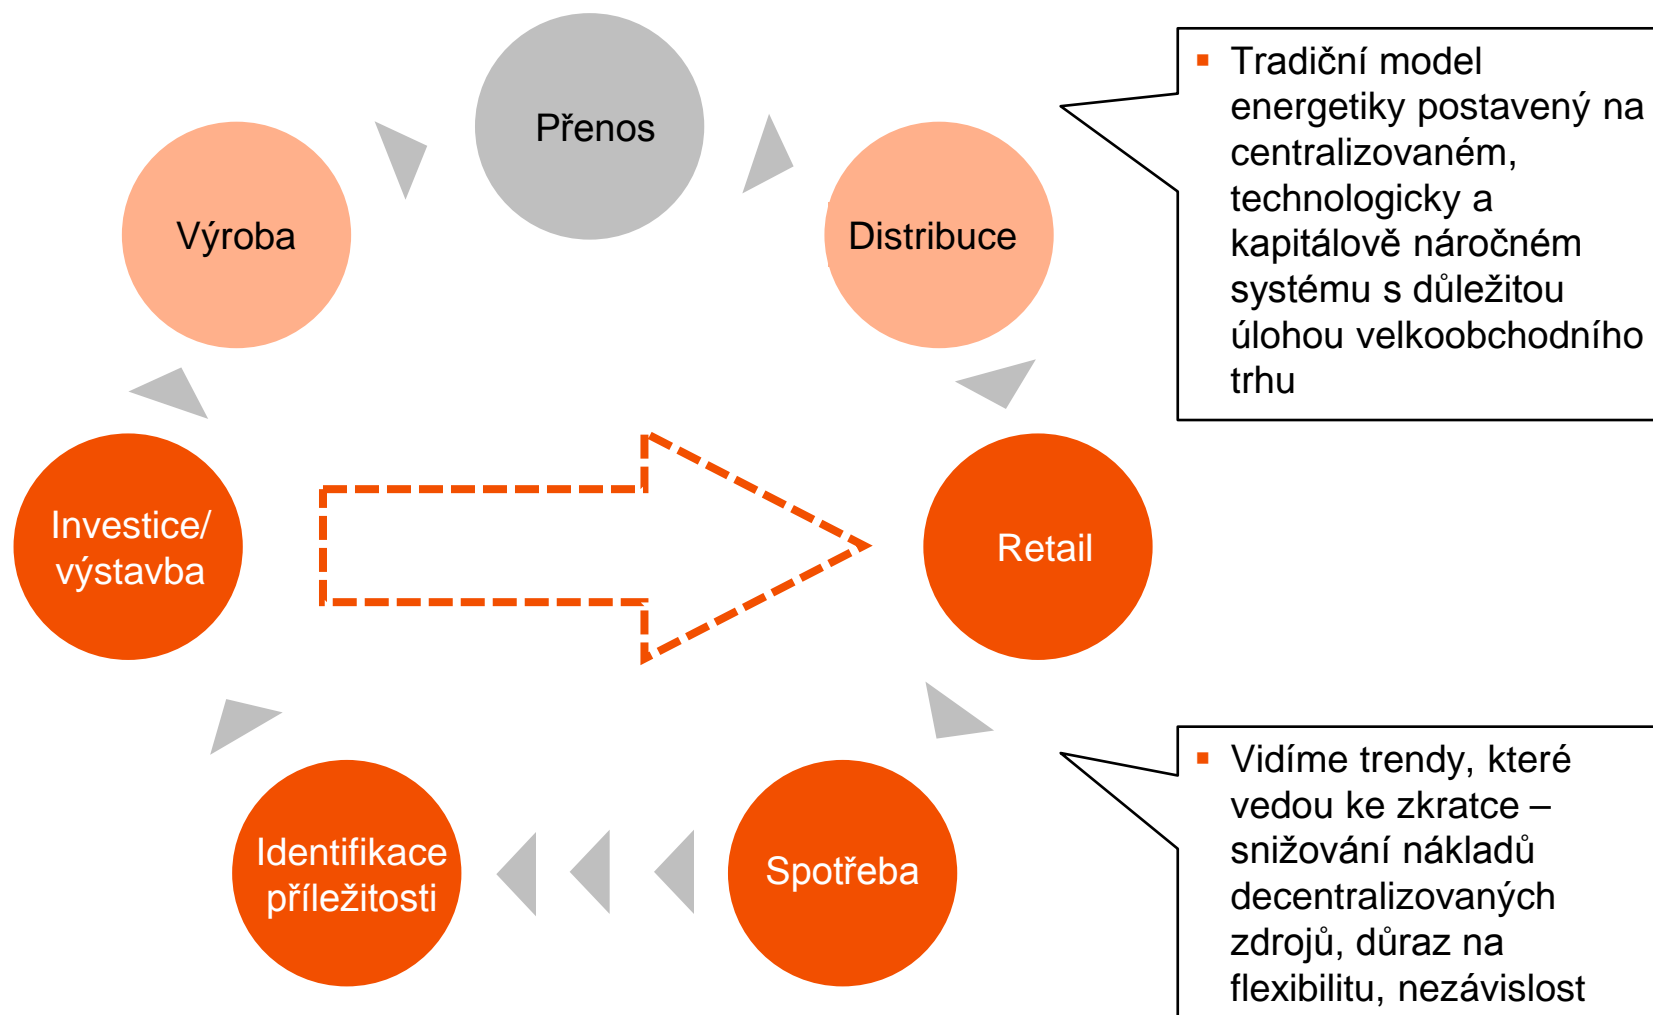 Přenos
Výroba
Distribuce
Investice/
výstavba
Retail
Identifikace
příležitosti
Spotřeba
Tradiční model
energetiky postavený na
centralizovaném,
technologicky a
kapitálově náročném
systému s důležitou
úlohou velkoobchodního
trhu
Vidíme trendy, které
vedou ke zkratce –
snižování nákladů
decentralizovaných
zdrojů, důraz na
flexibilitu, nezávislost